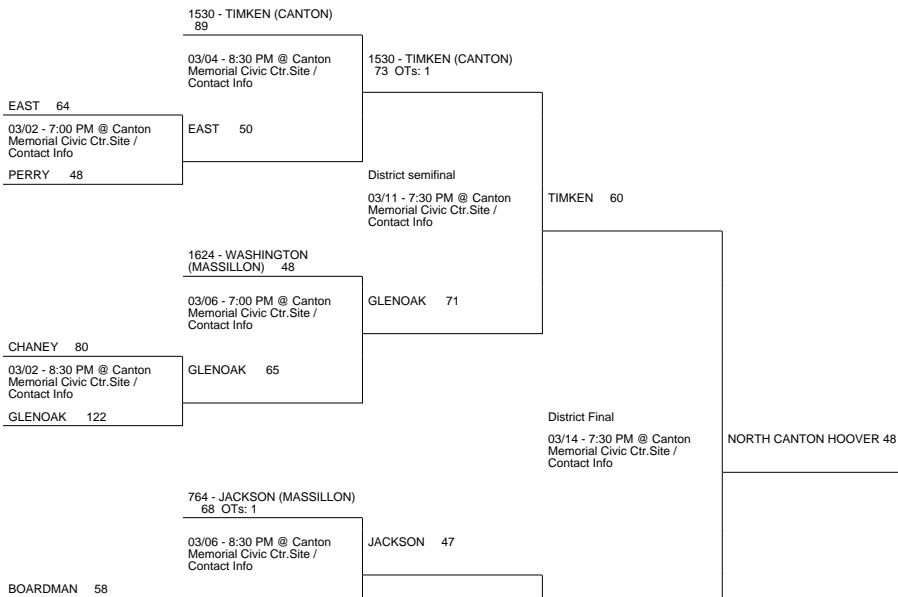 1530 - TIMKEN (CANTON)
89
03/04 - 8:30 PM @ Canton
Memorial Civic Ctr.Site /
Contact Info
1530 - TIMKEN (CANTON)
73 OTs: 1
EAST 64
03/02 - 7:00 PM @ Canton
Memorial Civic Ctr.Site /
Contact Info
EAST 50
PERRY 48
District semifinal
03/11 - 7:30 PM @ Canton
Memorial Civic Ctr.Site /
Contact Info
TIMKEN 60
1624 - WASHINGTON
(MASSILLON) 48
03/06 - 7:00 PM @ Canton
Memorial Civic Ctr.Site /
Contact Info
GLENOAK 71
CHANEY 80
03/02 - 8:30 PM @ Canton
Memorial Civic Ctr.Site /
Contact Info
GLENOAK 65
GLENOAK 122
District Final
03/14 - 7:30 PM @ Canton
Memorial Civic Ctr.Site /
Contact Info
NORTH CANTON HOOVER 48
764 - JACKSON (MASSILLON)
68 OTs: 1
03/06 - 8:30 PM @ Canton
Memorial Civic Ctr.Site /
Contact Info
JACKSON 47
BOARDMAN 58